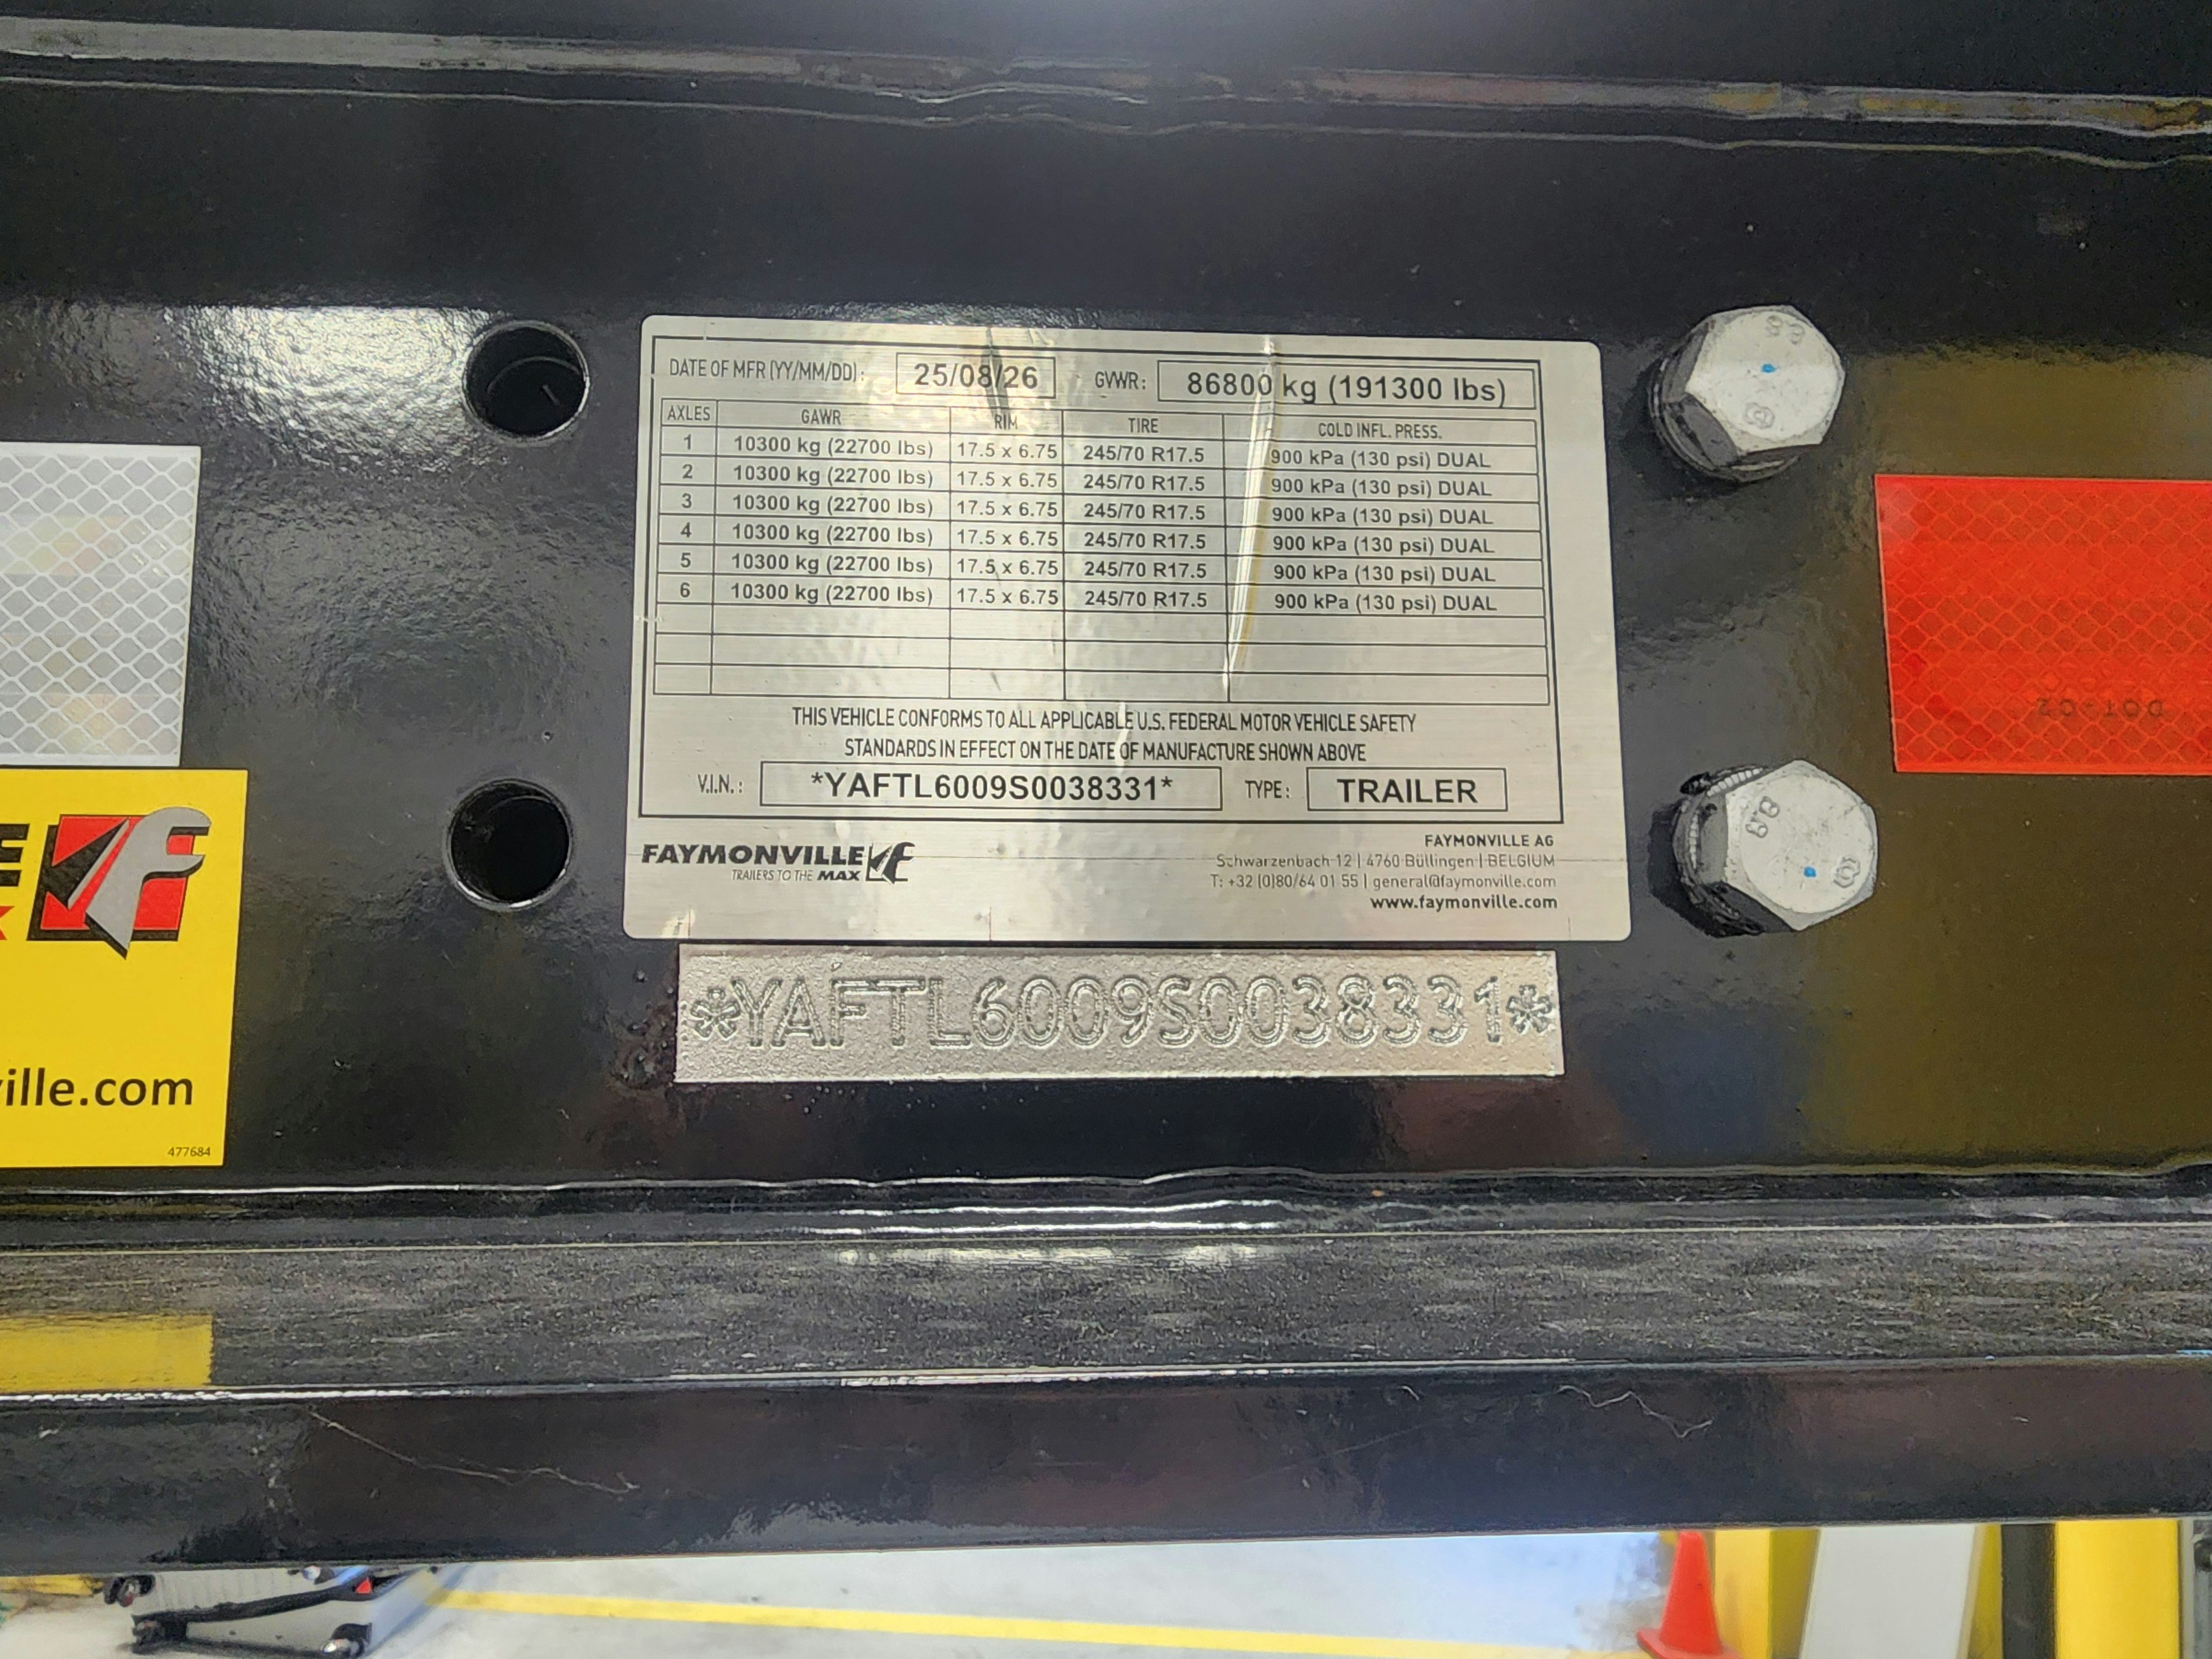 DATE OF MFR (YY/MM/DD): 25/08/26 GVWR: 86800 kg (191300 lbs)
AXLES GAWR RIM TIRE COLD INFL. PRESS.
1 10300 kg (22700 lbs) 17.5 x 6.75 245/70 R17.5 900 kPa (130 psi) DUAL
2 10300 kg (22700 lbs) 17.5 x 6.75 245/70 R17.5 900 kPa (130 psi) DUAL
3 10300 kg (22700 lbs) 17.5 x 6.75 245/70 R17.5 900 kPa (130 psi) DUAL
4 10300 kg (22700 lbs) 17.5 x 6.75 245/70 R17.5 900 kPa (130 psi) DUAL
5 10300 kg (22700 lbs) 17.5 x 6.75 245/70 R17.5 900 kPa (130 psi) DUAL
6 10300 kg (22700 lbs) 17.5 x 6.75 245/70 R17.5 900 kPa (130 psi) DUAL
THIS VEHICLE CONFORMS TO ALL APPLICABLE U.S. FEDERAL MOTOR VEHICLE SAFETY
STANDARDS IN EFFECT ON THE DATE OF MANUFACTURE SHOWN ABOVE
V.I.N.: *YAFTL6009S0038331* TYPE: TRAILER
FAYMONVILLE
TRAILERS TO THE MAX
FAYMONVILLE AG
Schwarzenbach 12 | 4760 Büllingen | BELGIUM
T: +32 (0)80/64 01 55 | general@faymonville.com
www.faymonville.com
*YAFTL6009S0038331*
ille.com
477684
DOT-C2
8.8
8.8